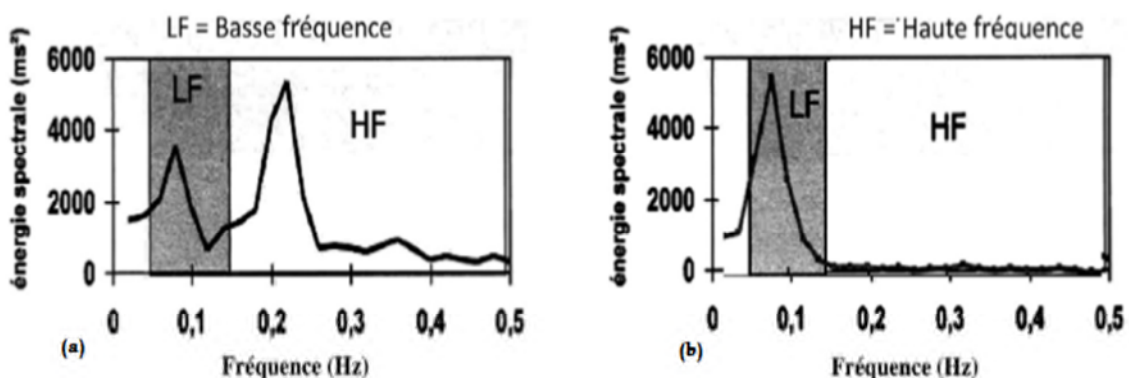 LF = Basse fréquence
énergie spectrale (ms²)
6000
4000
2000
0
LF
HF
0 0,1 0,2 0,3 0,4 0,5
Fréquence (Hz)
(a)
HF = Haute fréquence
énergie spectrale (ms²)
6000
4000
2000
0
LF
HF
0 0,1 0,2 0,3 0,4 0,5
Fréquence (Hz)
(b)